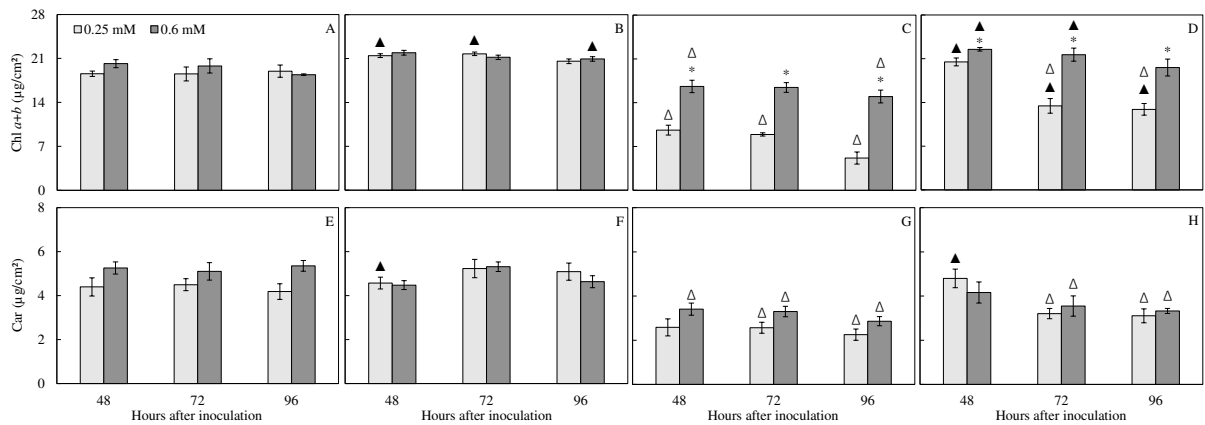 28
21
14
7
0
Chl a+b (µg/cm²)
0.25 mM
0.6 mM
A
▲
▲
▲
B
Δ
Δ
*
Δ
*
Δ
Δ
*
C
▲
▲
*
Δ
▲
▲
*
Δ
▲
*
D
8
6
4
2
0
Car (µg/cm²)
E
▲
F
Δ
Δ
Δ
Δ
Δ
G
▲
Δ
Δ
Δ
Δ
H
48 72 96
Hours after inoculation
48 72 96
Hours after inoculation
48 72 96
Hours after inoculation
48 72 96
Hours after inoculation